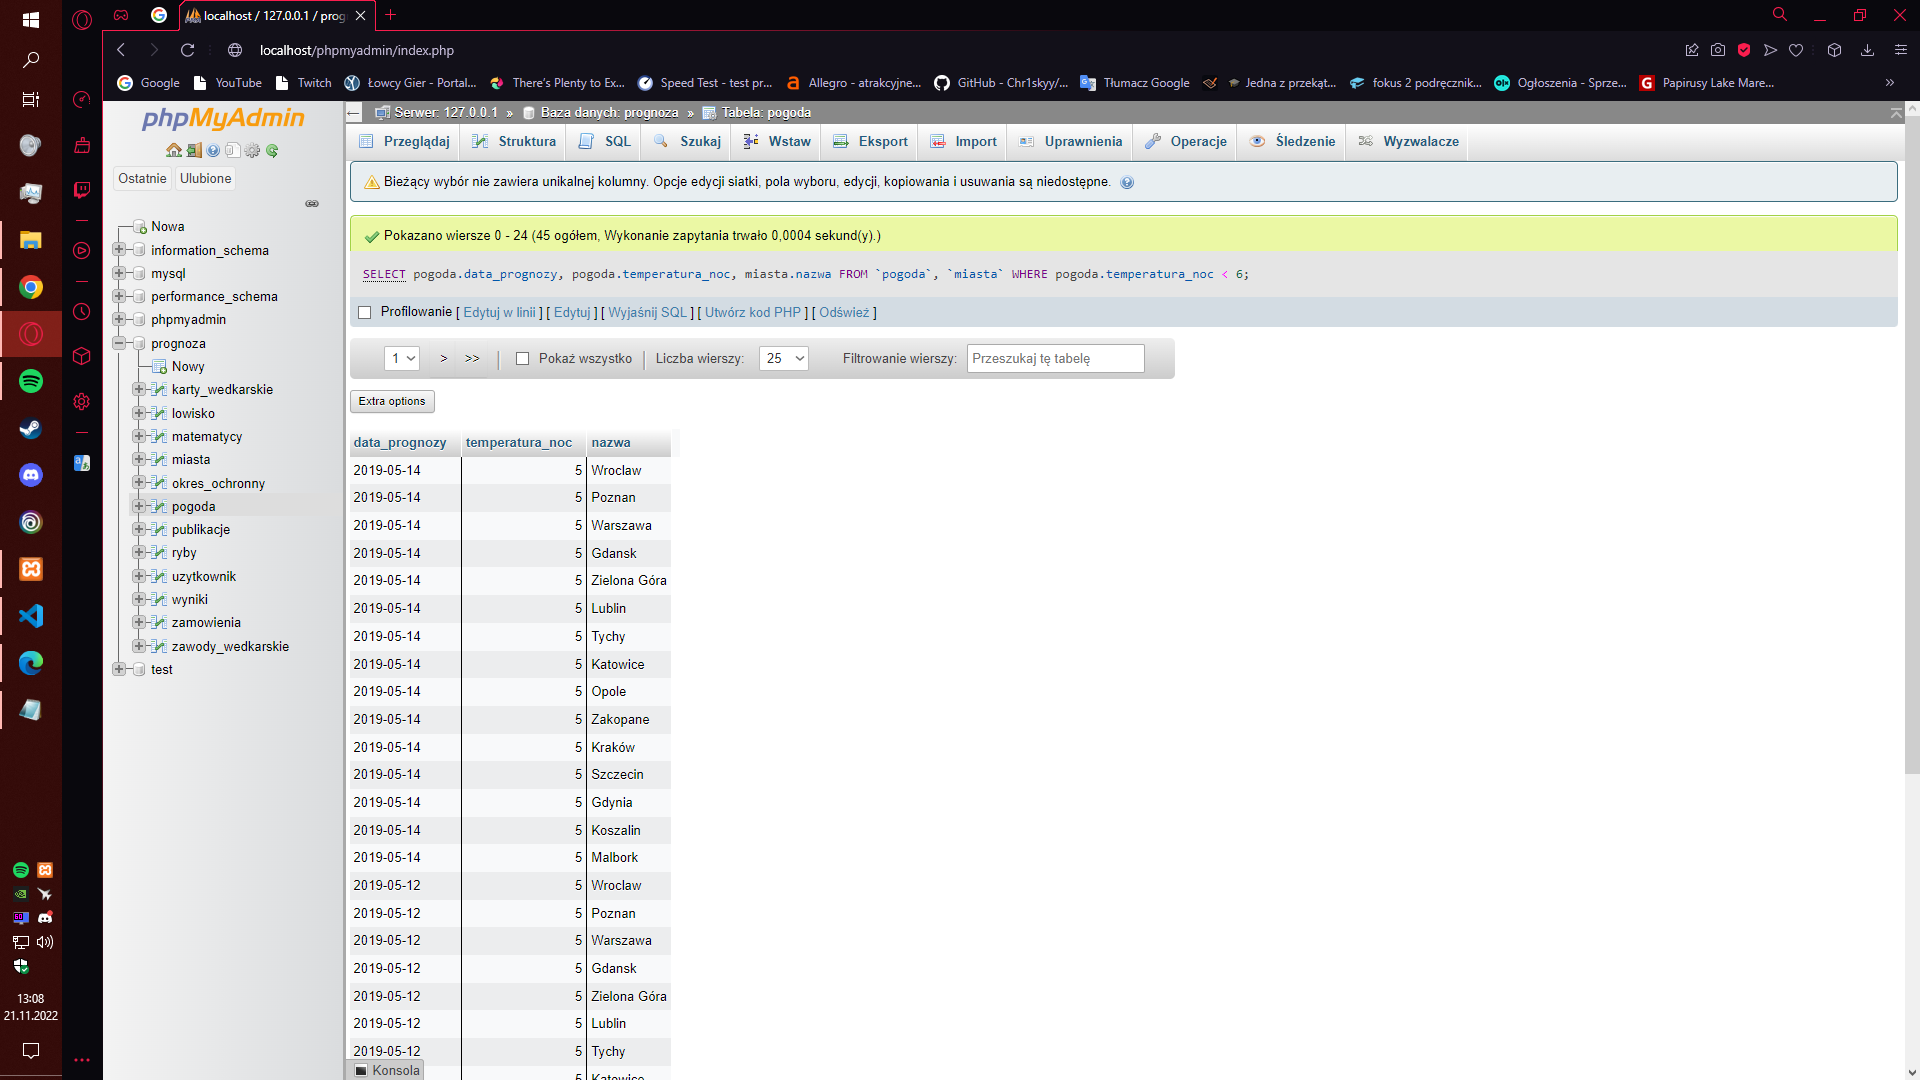 localhost / 127.0.0.1 / prog
localhost/phpmyadmin/index.php
Google
YouTube
Twitch
Łowcy Gier - Portal...
There's Plenty to Ex...
Speed Test - test pr...
Allegro - atrakcyjne...
GitHub - Chr1skyy/...
Tłumacz Google
Jedna z przekąt...
fokus 2 podręcznik...
Ogłoszenia - Sprze...
Papirusy Lake Mare...
phpMyAdmin
Ostatnie
Ulubione
Nowa
information_schema
mysql
performance_schema
phpmyadmin
prognoza
Nowy
karty_wedkarskie
lowisko
matematycy
miasta
okres_ochronny
pogoda
publikacje
ryby
uzytkownik
wyniki
zamowienia
zawody_wedkarskie
test
Serwer: 127.0.0.1 » Baza danych: prognoza » Tabela: pogoda
Przeglądaj
Struktura
SQL
Szukaj
Wstaw
Eksport
Import
Uprawnienia
Operacje
Śledzenie
Wyzwalacze
Bieżący wybór nie zawiera unikalnej kolumny. Opcje edycji siatki, pola wyboru, edycji, kopiowania i usuwania są niedostępne.
Pokazano wiersze 0 - 24 (45 ogółem, Wykonanie zapytania trwało 0,0004 sekund(y).)
SELECT pogoda.data_prognozy, pogoda.temperatura_noc, miasta.nazwa FROM `pogoda`, `miasta` WHERE pogoda.temperatura_noc < 6;
Profilowanie [ Edytuj w linii ] [ Edytuj ] [ Wyjaśnij SQL ] [ Utwórz kod PHP ] [ Odśwież ]
1 > >> Pokaż wszystko Liczba wierszy: 25 Filtrowanie wierszy: Przeszukaj tę tabelę
Extra options
data_prognozy temperatura_noc nazwa
2019-05-14 5 Wroclaw
2019-05-14 5 Poznan
2019-05-14 5 Warszawa
2019-05-14 5 Gdansk
2019-05-14 5 Zielona Góra
2019-05-14 5 Lublin
2019-05-14 5 Tychy
2019-05-14 5 Katowice
2019-05-14 5 Opole
2019-05-14 5 Zakopane
2019-05-14 5 Kraków
2019-05-14 5 Szczecin
2019-05-14 5 Gdynia
2019-05-14 5 Koszalin
2019-05-14 5 Malbork
2019-05-12 5 Wroclaw
2019-05-12 5 Poznan
2019-05-12 5 Warszawa
2019-05-12 5 Gdansk
2019-05-12 5 Zielona Góra
2019-05-12 5 Lublin
2019-05-12 5 Tychy
5 Katowice
Konsola
13:08
21.11.2022